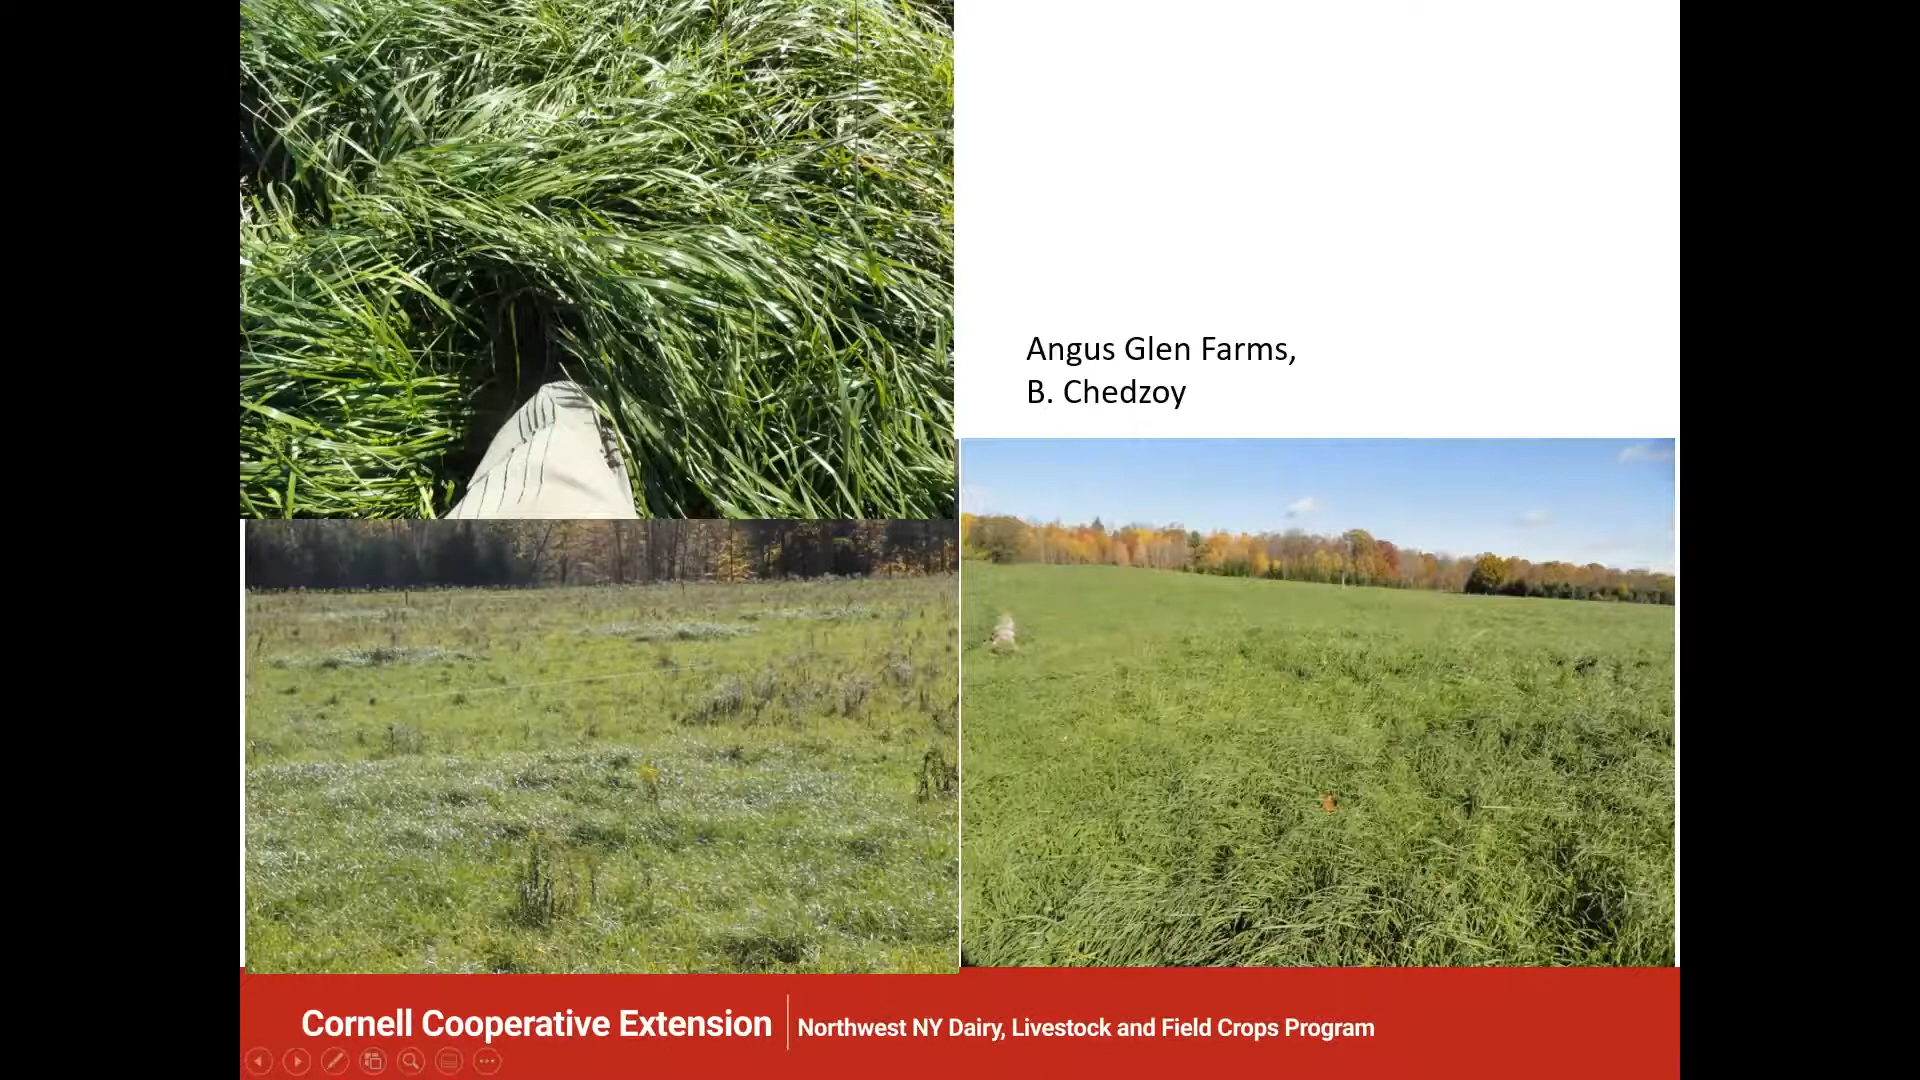 Angus Glen Farms,
B. Chedzoy
Cornell Cooperative Extension
Northwest NY Dairy, Livestock and Field Crops Program